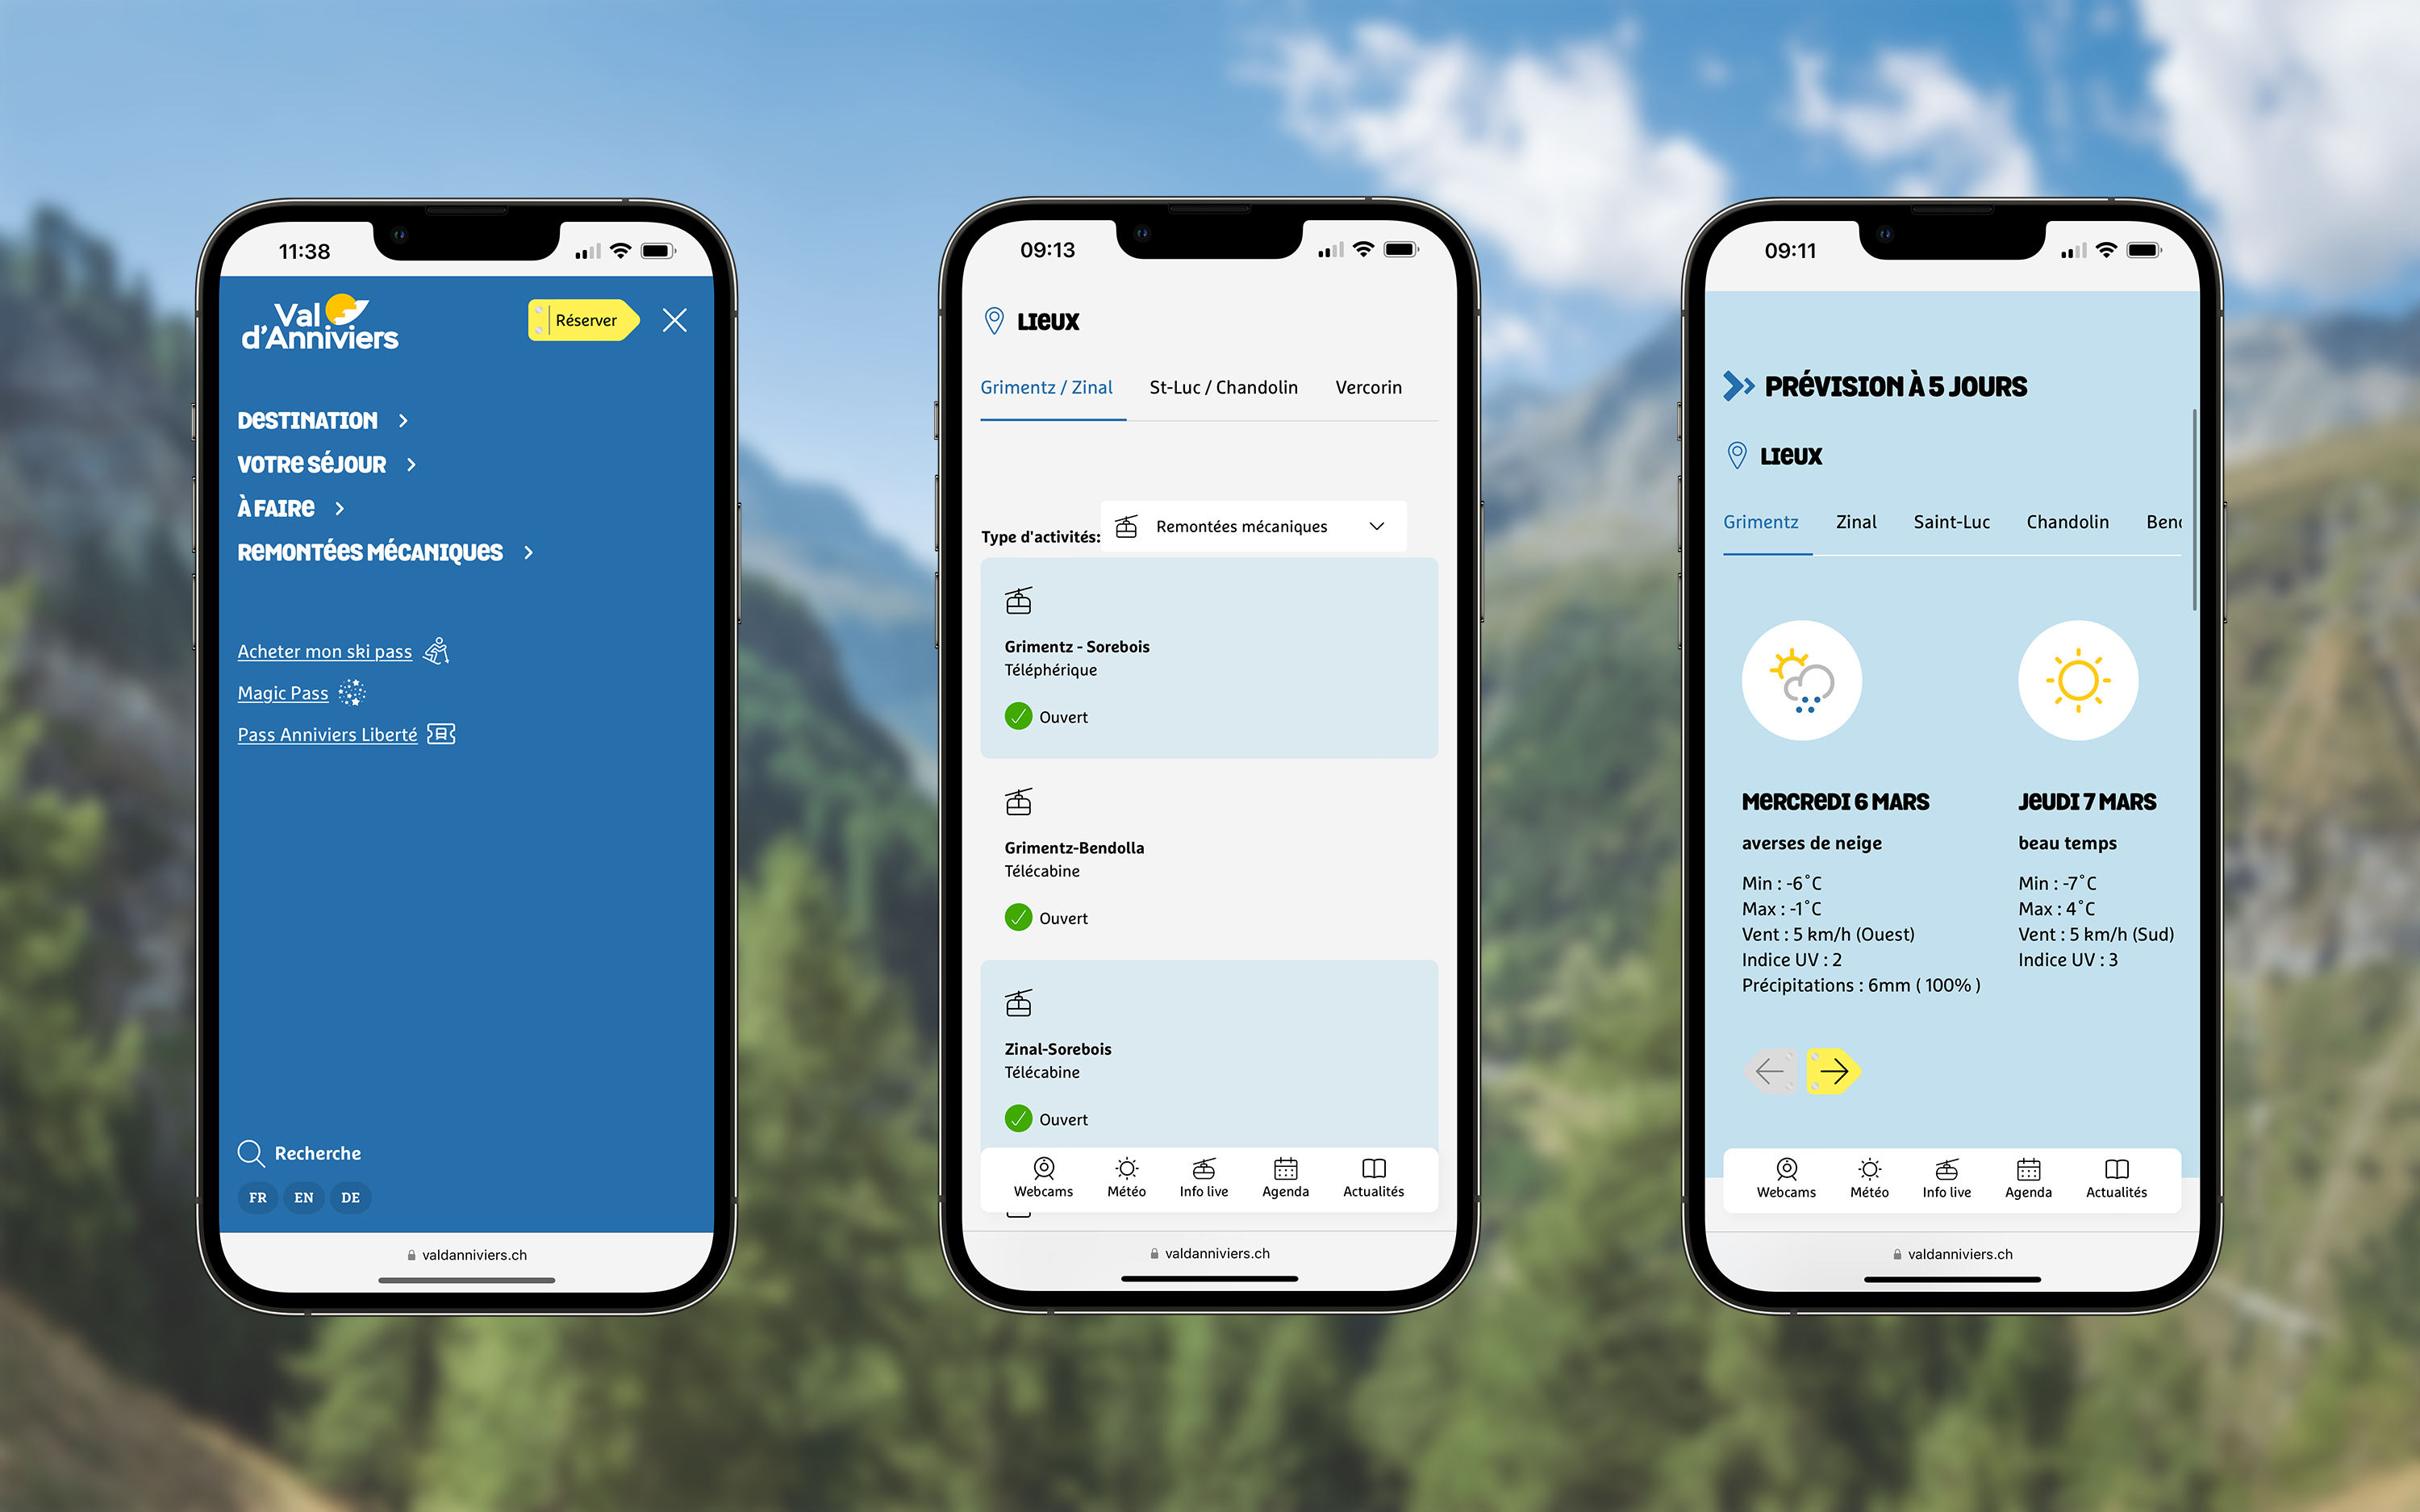 11:38
Val
d'Anniviers
Réserver
DESTINATION
VOTRE SÉJOUR
À FAIRE
REMONTÉES MÉCANIQUES
Acheter mon ski pass
Magic Pass
Pass Anniviers Liberté
Recherche
FR EN DE
valdanniviers.ch
09:13
LIEUX
Grimentz / Zinal St-Luc / Chandolin Vercorin
Type d'activités: Remontées mécaniques
Grimentz - Sorebois
Téléphérique
Ouvert
Grimentz-Bendolla
Télécabine
Ouvert
Zinal-Sorebois
Télécabine
Ouvert
Webcams Météo Info live Agenda Actualités
valdanniviers.ch
09:11
PRÉVISION À 5 JOURS
LIEUX
Grimentz Zinal Saint-Luc Chandolin Bend
MERCREDI 6 MARS
averses de neige
Min : -6°C
Max : -1°C
Vent : 5 km/h (Ouest)
Indice UV : 2
Précipitations : 6mm ( 100% )
JEUDI 7 MARS
beau temps
Min : -7°C
Max : 4°C
Vent : 5 km/h (Sud)
Indice UV : 3
Webcams Météo Info live Agenda Actualités
valdanniviers.ch